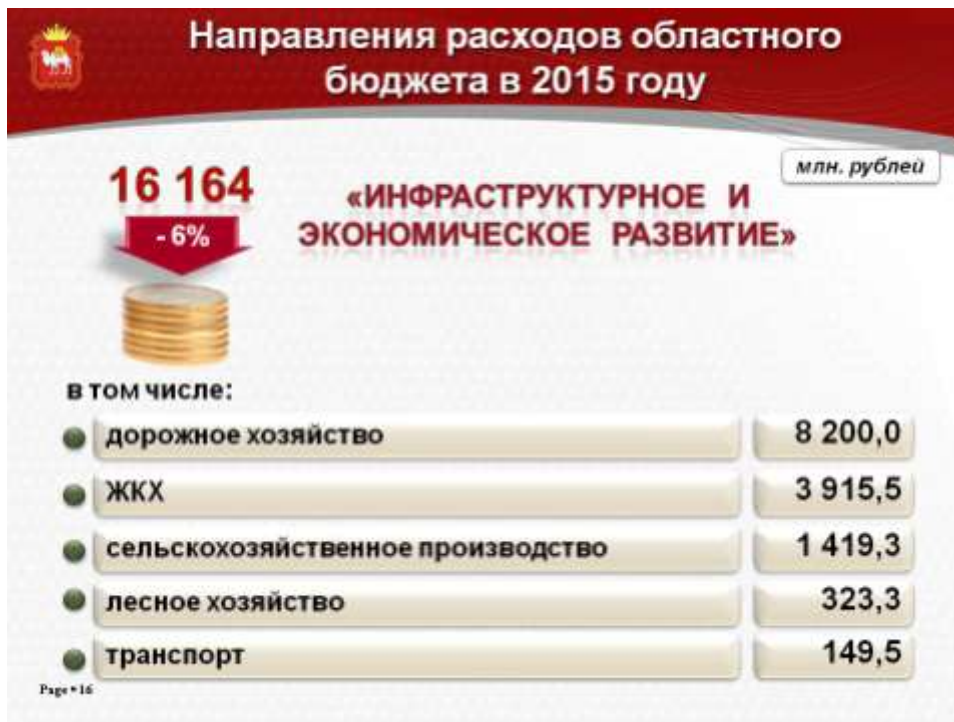 Направления расходов областного
бюджета в 2015 году
млн. рублей
16 164
- 6%
«ИНФРАСТРУКТУРНОЕ И
ЭКОНОМИЧЕСКОЕ РАЗВИТИЕ»
в том числе:
дорожное хозяйство 8 200,0
ЖКХ 3 915,5
сельскохозяйственное производство 1 419,3
лесное хозяйство 323,3
транспорт 149,5
Page ▪ 16